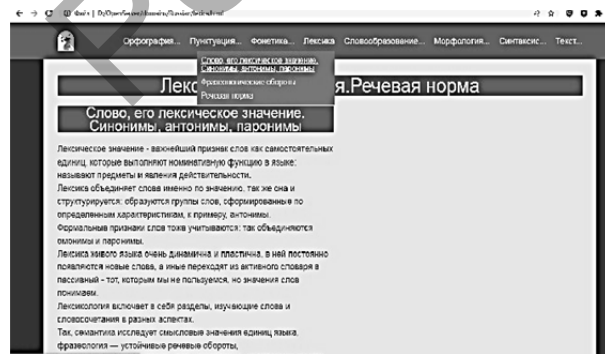 Файл
Орфография... Пунктуация... Фонетика... Лексика Словообразование... Морфология... Синтаксис... Текст...
Слово, его лексическое значение.
Синонимы, антонимы, паронимы
Фразеологические обороты
Речевая норма
я.Речевая норма
Слово, его лексическое значение.
Синонимы, антонимы, паронимы
Лексическое значение - важнейший признак слов как самостоятельных
единиц, которые выполняют номинативную функцию в языке:
называют предметы и явления действительности.
Лексика объединяет слова именно по значению, так же она и
структурируется: образуются группы слов, сформированные по
определенным характеристикам, к примеру, антонимы.
Формальные признаки слов тоже учитываются: так объединяются
омонимы и паронимы.
Лексика живого языка очень динамична и пластична, в ней постоянно
появляются новые слова, а иные переходят из активного словаря в
пассивный - тот, которым мы не пользуемся, но значения слов
понимаем.
Лексикология включает в себя разделы, изучающие слова и
словосочетания в разных аспектах.
Так, семантика исследует смысловые значения единиц языка,
фразеология — устойчивые речевые обороты,